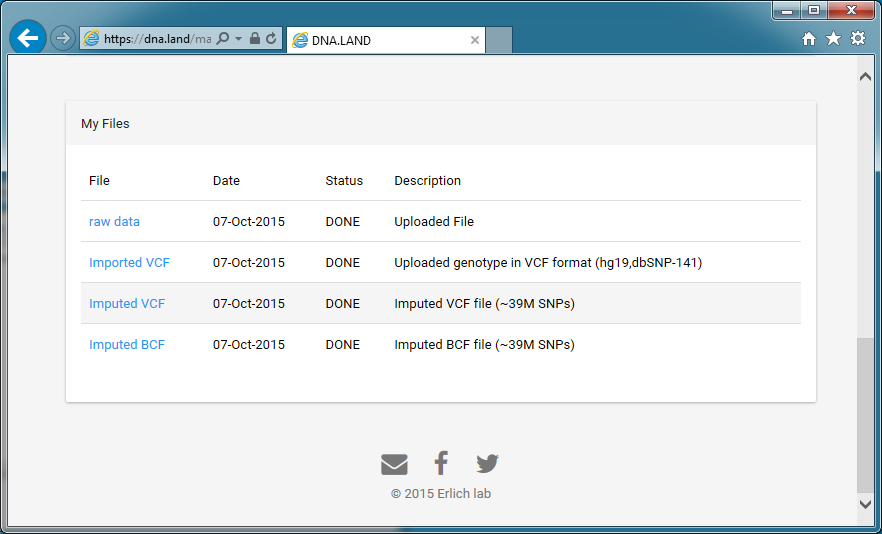 https://dna.land/ma
DNA.LAND
My Files
File Date Status Description
raw data 07-Oct-2015 DONE Uploaded File
Imported VCF 07-Oct-2015 DONE Uploaded genotype in VCF format (hg19,dbSNP-141)
Imputed VCF 07-Oct-2015 DONE Imputed VCF file (~39M SNPs)
Imputed BCF 07-Oct-2015 DONE Imputed BCF file (~39M SNPs)
© 2015 Erlich lab